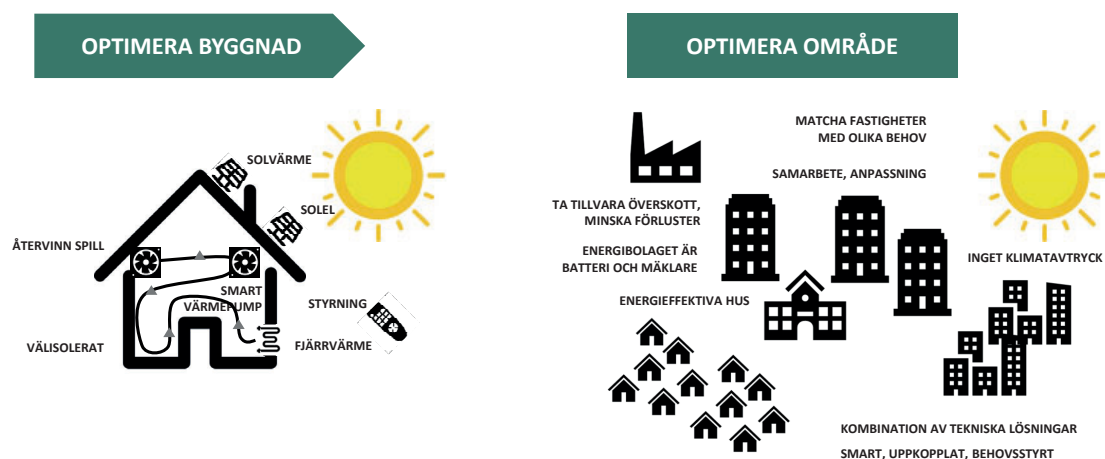 OPTIMERA BYGGNAD
SOLVÄRME
SOLEL
ÅTERVINN SPILL
SMART
VÄRMEPUMP
STYRNING
VÄLISOLERAT
FJÄRRVÄRME
OPTIMERA OMRÅDE
MATCHA FASTIGHETER
MED OLIKA BEHOV
SAMARBETE, ANPASSNING
TA TILLVARA ÖVERSKOTT,
MINSKA FÖRLUSTER
ENERGIBOLAGET ÄR
BATTERI OCH MÄKLARE
INGET KLIMATAVTRYCK
ENERGIEFFEKTIVA HUS
KOMBINATION AV TEKNISKA LÖSNINGAR
SMART, UPPKOPPLAT, BEHOVSSTYRT